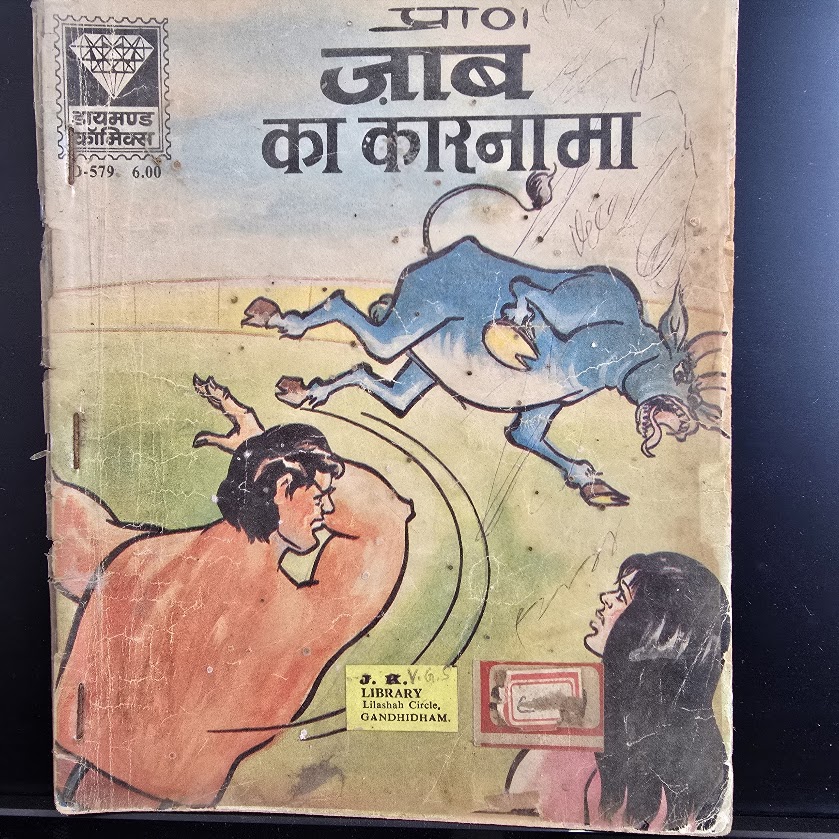 प्राण
ज़ाब
का कारनामा
डायमण्ड
कॉमिक्स
D-579 6.00
J. K. V.G.S
LIBRARY
Lilashah Circle,
GANDHIDHAM.